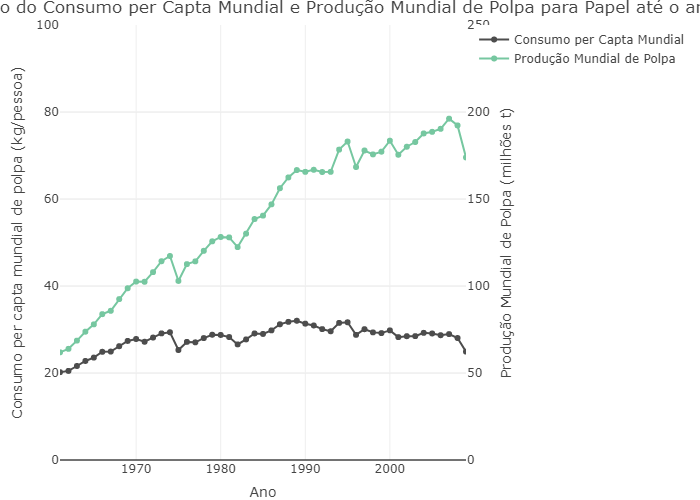 o do Consumo per Capta Mundial e Produção Mundial de Polpa para Papel até o ar
Consumo per Capta Mundial
Produção Mundial de Polpa
100
80
60
40
20
0
250
200
150
100
50
0
Consumo per capta mundial de polpa (kg/pessoa)
Produção Mundial de Polpa (milhões t)
1970
1980
1990
2000
Ano